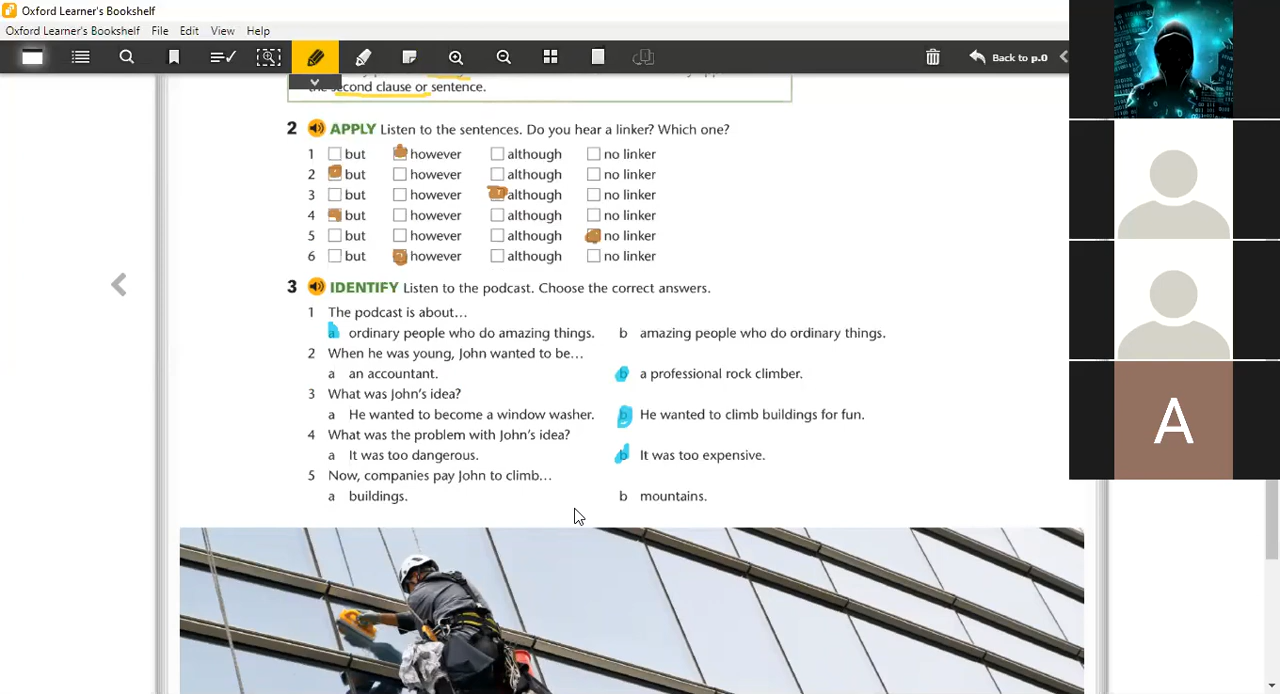 Oxford Learner's Bookshelf
Oxford Learner's Bookshelf File Edit View Help
Back to p.0
the second clause or sentence.
2 APPLY Listen to the sentences. Do you hear a linker? Which one?
1 but however although no linker
2 but however although no linker
3 but however although no linker
4 but however although no linker
5 but however although no linker
6 but however although no linker
3 IDENTIFY Listen to the podcast. Choose the correct answers.
1 The podcast is about…
a ordinary people who do amazing things. b amazing people who do ordinary things.
2 When he was young, John wanted to be…
a an accountant. b a professional rock climber.
3 What was John's idea?
a He wanted to become a window washer. b He wanted to climb buildings for fun.
4 What was the problem with John's idea?
a It was too dangerous. b It was too expensive.
5 Now, companies pay John to climb…
a buildings. b mountains.
A